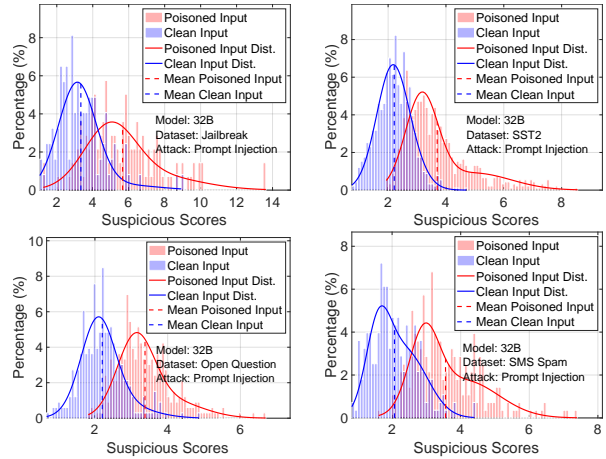 Poisoned Input
Clean Input
Poisoned Input Dist.
Clean Input Dist.
Mean Poisoned Input
Mean Clean Input
Model: 32B
Dataset: Jailbreak
Attack: Prompt Injection
Percentage (%)
0
2
4
6
8
2
4
6
8
10
12
14
Suspicious Scores
Poisoned Input
Clean Input
Poisoned Input Dist.
Clean Input Dist.
Mean Poisoned Input
Mean Clean Input
Model: 32B
Dataset: SST2
Attack: Prompt Injection
Percentage (%)
0
2
4
6
8
2
4
6
8
Suspicious Scores
Poisoned Input
Clean Input
Poisoned Input Dist.
Clean Input Dist.
Mean Poisoned Input
Mean Clean Input
Model: 32B
Dataset: Open Question
Attack: Prompt Injection
Percentage (%)
0
2
4
6
8
10
2
4
6
Suspicious Scores
Poisoned Input
Clean Input
Poisoned Input Dist.
Clean Input Dist.
Mean Poisoned Input
Mean Clean Input
Model: 32B
Dataset: SMS Spam
Attack: Prompt Injection
Percentage (%)
0
2
4
6
8
2
4
6
8
Suspicious Scores